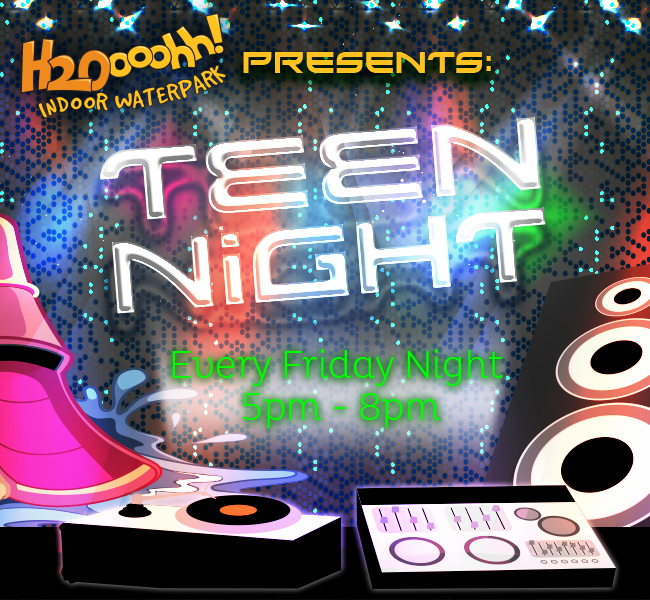 H2Oooohh!
INDOOR WATERPARK
PRESENTS:
TEEN
NiGHT
Every Friday Night
5pm - 8pm